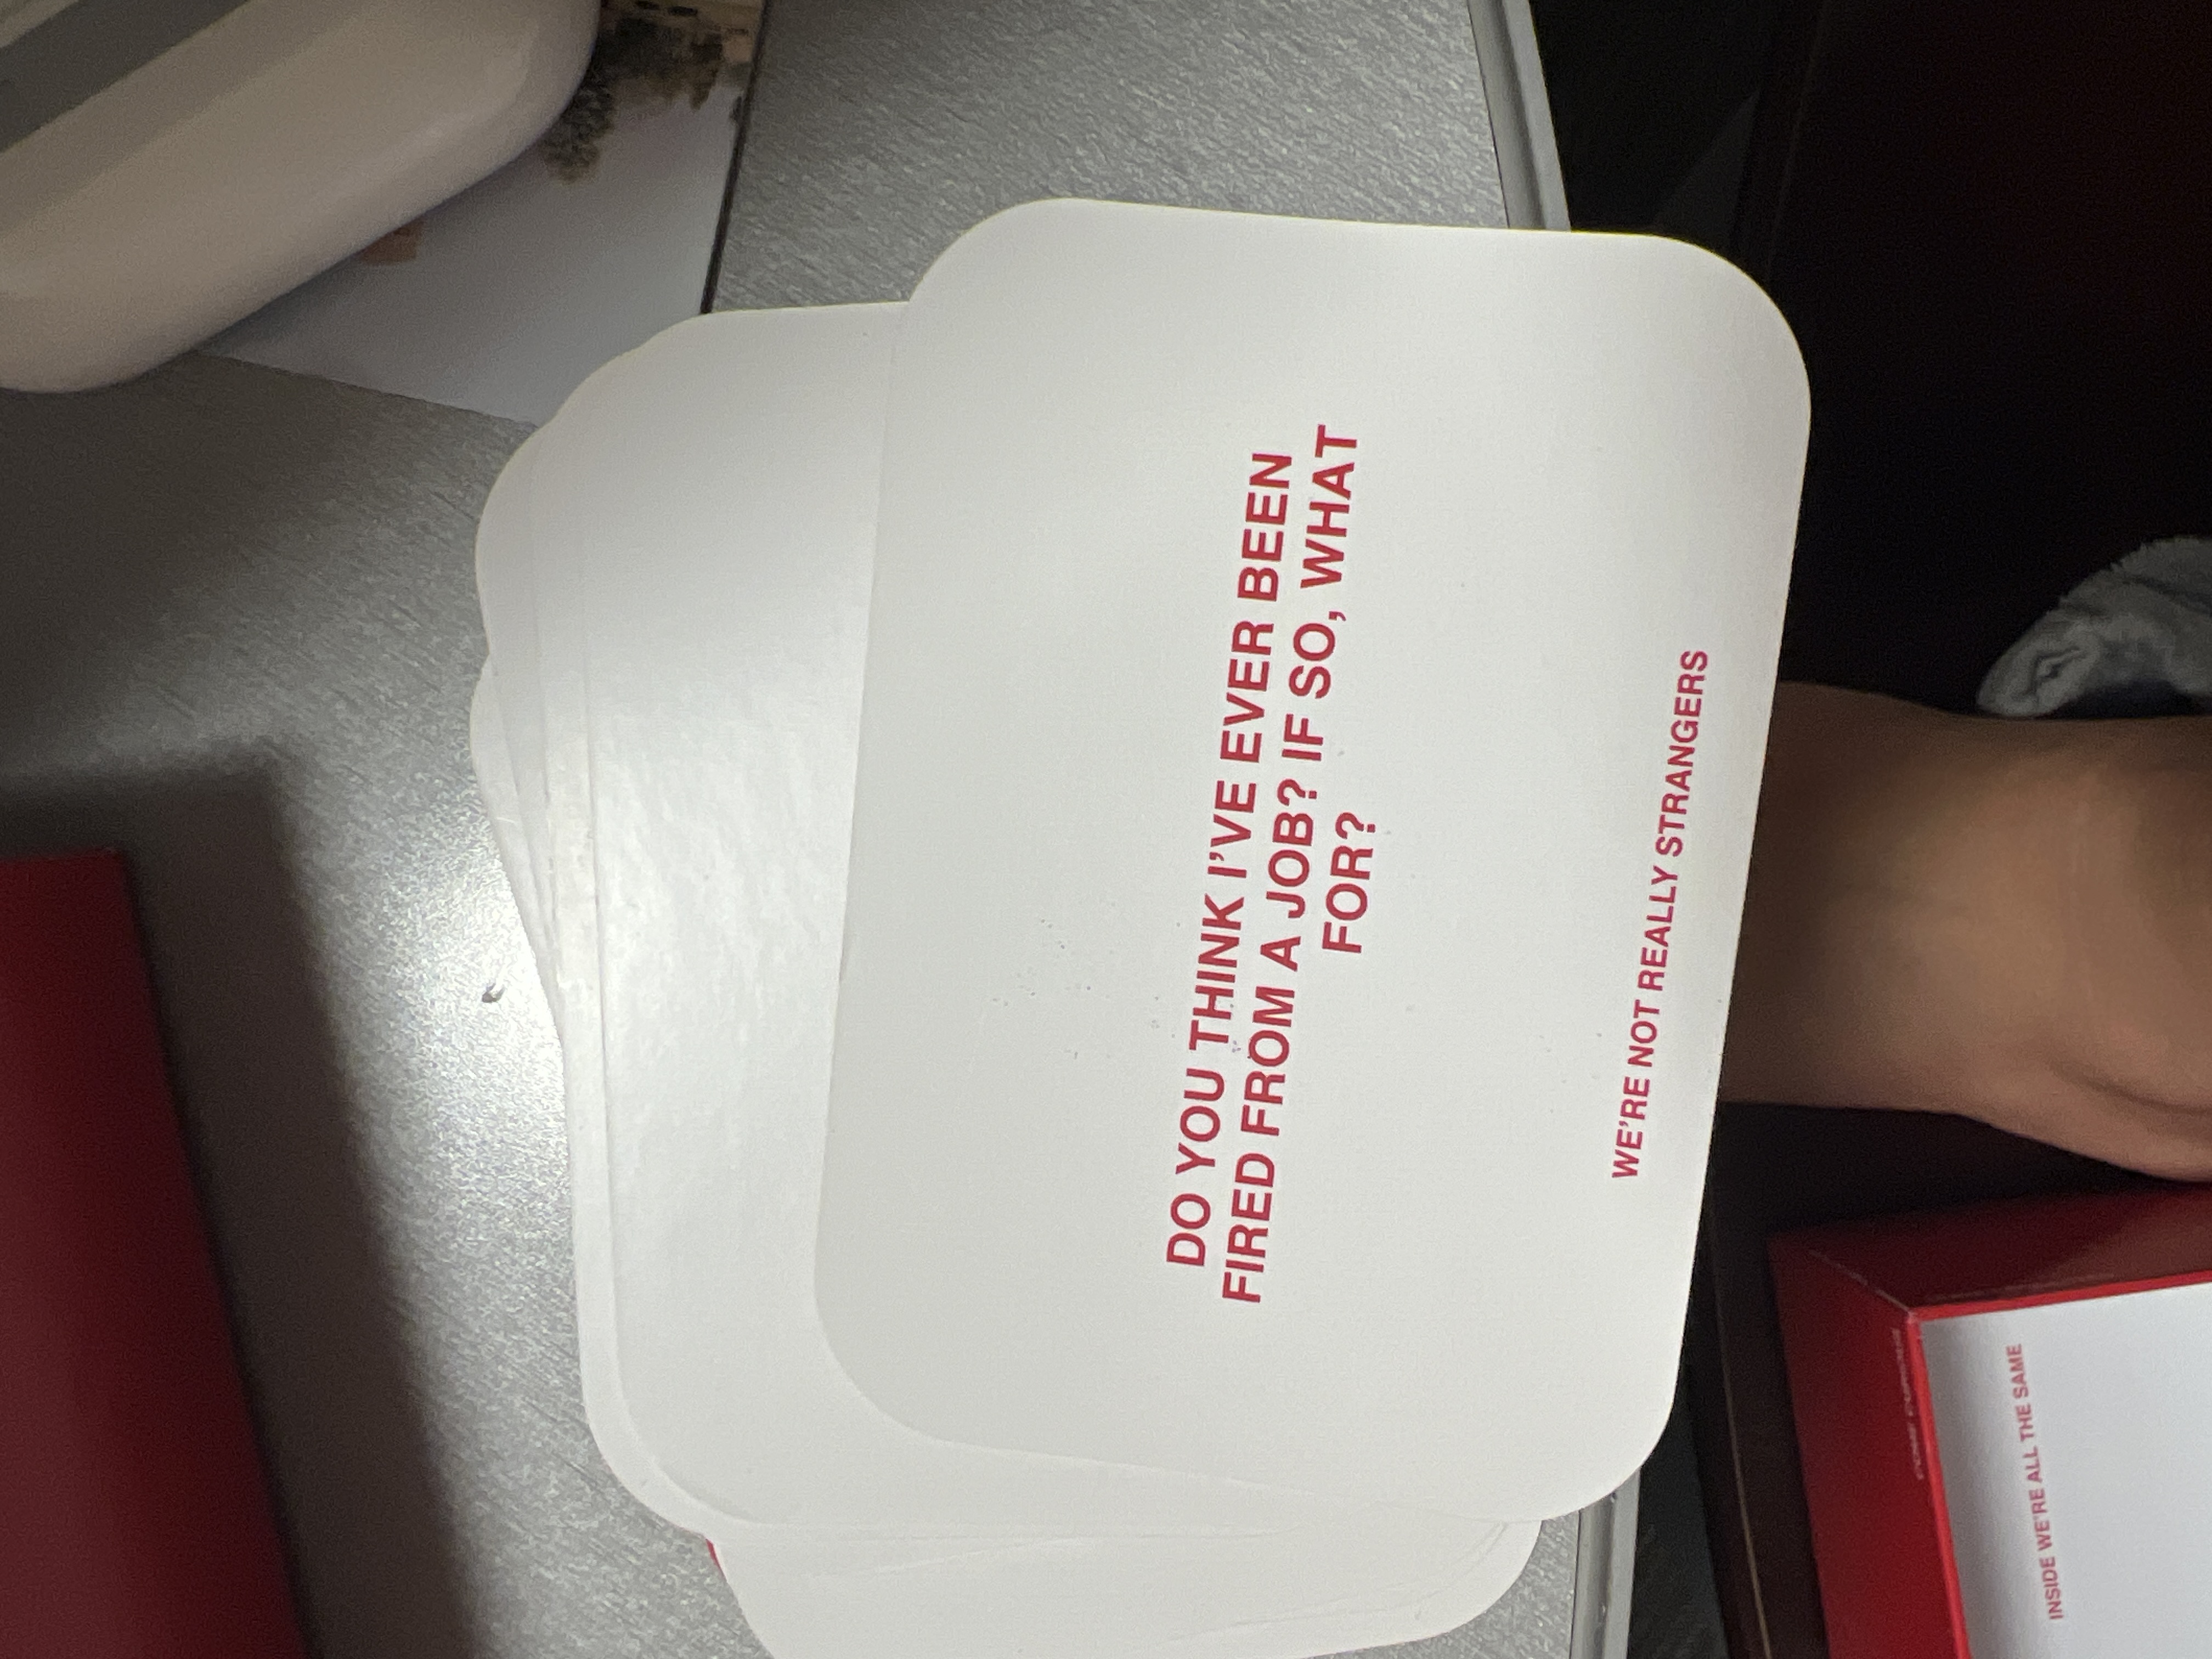 DO YOU THINK I'VE EVER BEEN
FIRED FROM A JOB? IF SO, WHAT
FOR?
WE'RE NOT REALLY STRANGERS
INSIDE WE'RE ALL THE SAME